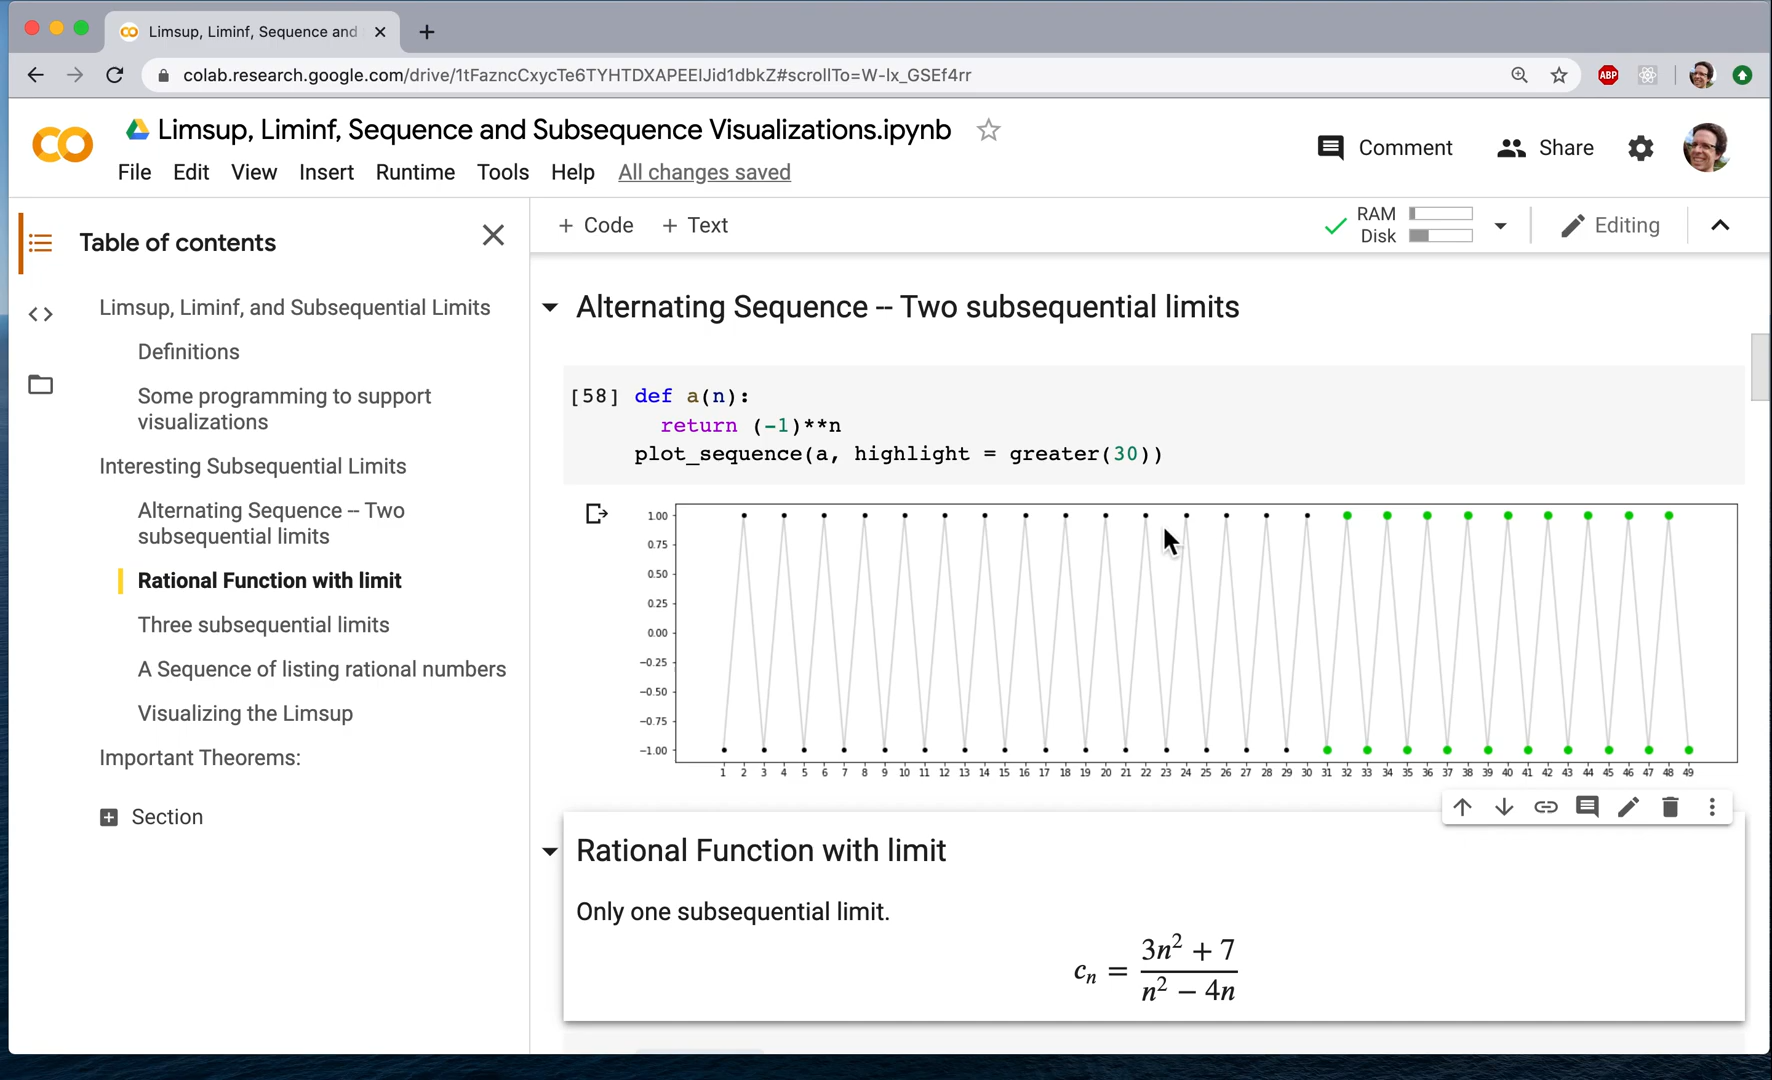 Limsup, Liminf, Sequence and
colab.research.google.com/drive/1tFazncCxycTe6TYHTDXAPEEIJid1dbkZ#scrollTo=W-lx_GSEf4rr
ABP
Limsup, Liminf, Sequence and Subsequence Visualizations.ipynb
Comment
Share
File Edit View Insert Runtime Tools Help All changes saved
Table of contents
Limsup, Liminf, and Subsequential Limits
Definitions
Some programming to support
visualizations
Interesting Subsequential Limits
Alternating Sequence -- Two
subsequential limits
Rational Function with limit
Three subsequential limits
A Sequence of listing rational numbers
Visualizing the Limsup
Important Theorems:
Section
+ Code + Text
RAM
Disk
Editing
Alternating Sequence -- Two subsequential limits
[58] def a(n):
return (-1)**n
plot_sequence(a, highlight = greater(30))
1.00
0.75
0.50
0.25
0.00
−0.25
−0.50
−0.75
−1.00
1 2 3 4 5 6 7 8 9 10 11 12 13 14 15 16 17 18 19 20 21 22 23 24 25 26 27 28 29 30 31 32 33 34 35 36 37 38 39 40 41 42 43 44 45 46 47 48 49
Rational Function with limit
Only one subsequential limit.
cₙ = (3n² + 7)/(n² − 4n)